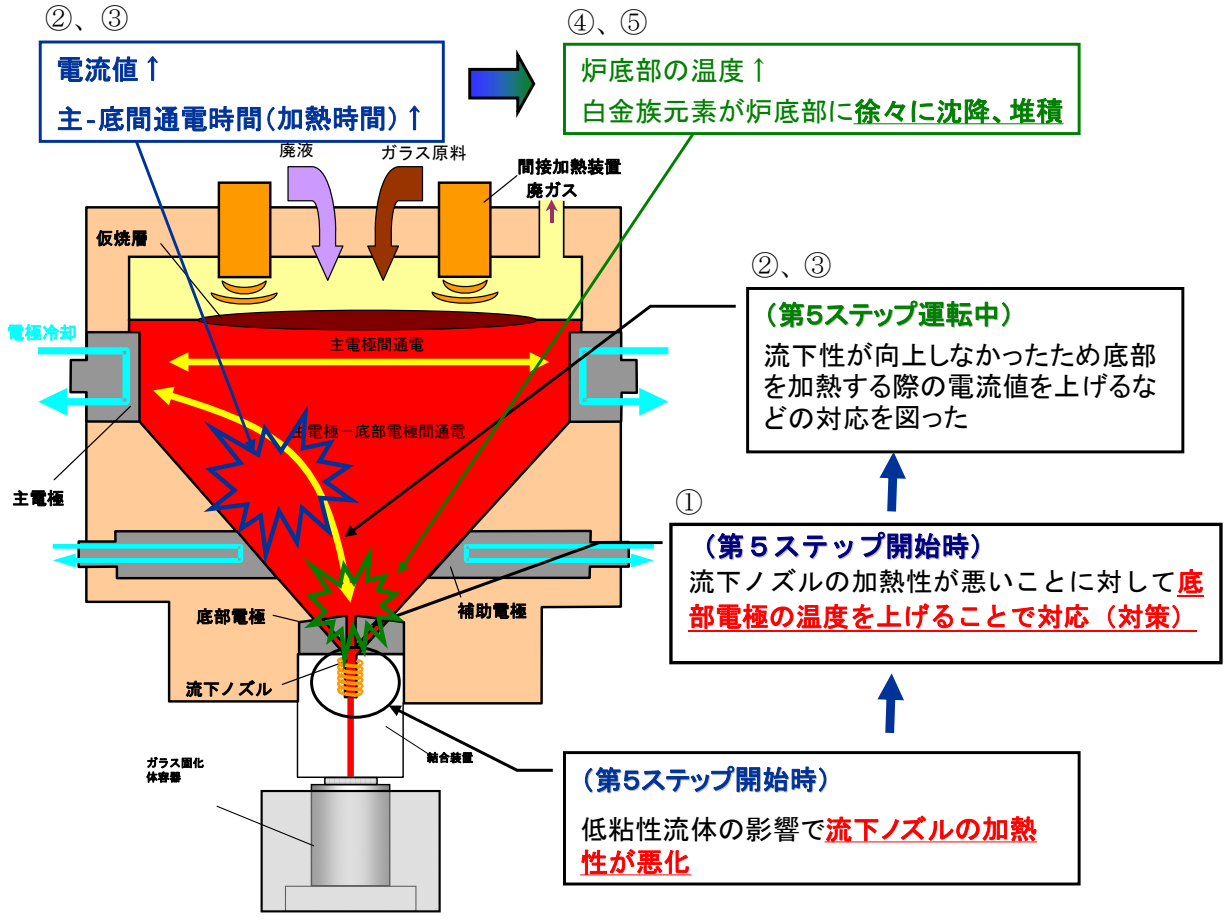 ②、③
電流値↑
主-底間通電時間(加熱時間)↑
④、⑤
炉底部の温度↑
白金族元素が炉底部に徐々に沈降、堆積
廃液
ガラス原料
間接加熱装置
廃ガス
仮焼層
電極冷却
主電極間通電
主電極－底部電極間通電
主電極
底部電極
補助電極
流下ノズル
ガラス固化
体容器
結合装置
②、③
（第5ステップ運転中）
流下性が向上しなかったため底部
を加熱する際の電流値を上げるな
どの対応を図った
①
（第５ステップ開始時）
流下ノズルの加熱性が悪いことに対して底
部電極の温度を上げることで対応（対策）
（第5ステップ開始時）
低粘性流体の影響で流下ノズルの加熱
性が悪化